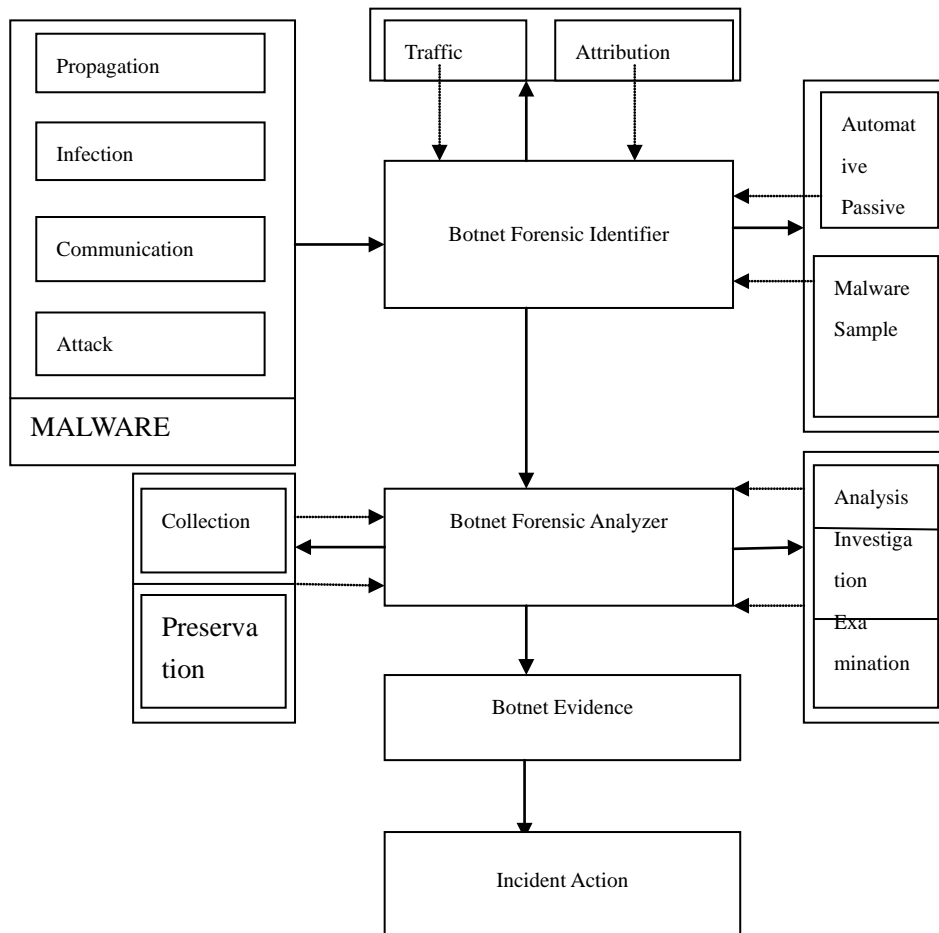 Propagation
Infection
Communication
Attack
MALWARE
Traffic
Attribution
Botnet Forensic Identifier
Automat
ive
Passive
Malware
Sample
Collection
Preserva
tion
Botnet Forensic Analyzer
Analysis
Investiga
tion
Exa
mination
Botnet Evidence
Incident Action